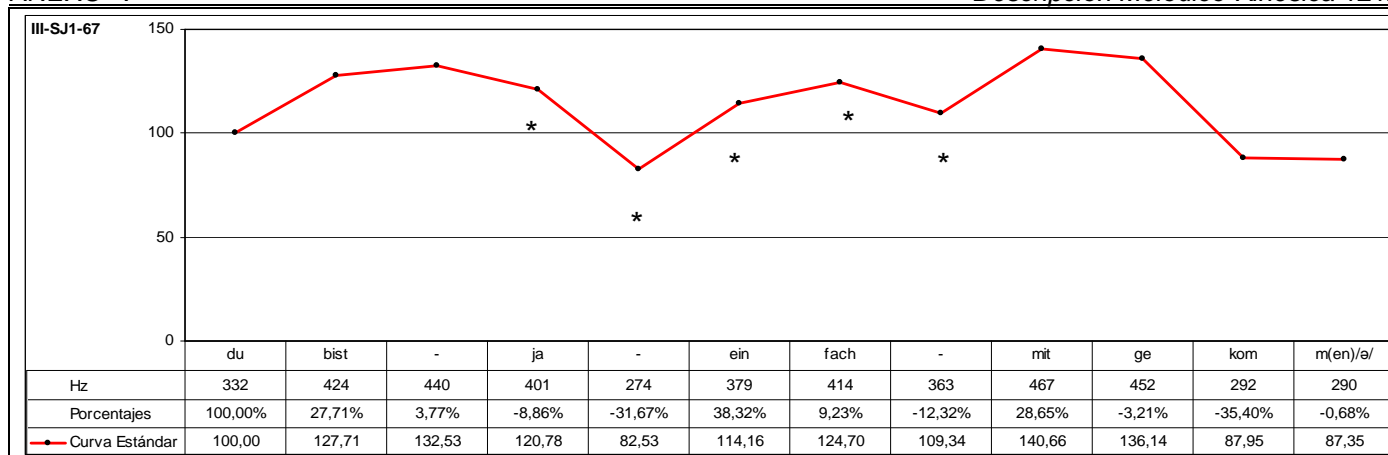 III-SJ1-67
150
100
50
0
* * * * * *
du bist - ja - ein fach - mit ge kom m(en)/ə/
Hz 332 424 440 401 274 379 414 363 467 452 292 290
Porcentajes 100,00% 27,71% 3,77% -8,86% -31,67% 38,32% 9,23% -12,32% 28,65% -3,21% -35,40% -0,68%
Curva Estándar 100,00 127,71 132,53 120,78 82,53 114,16 124,70 109,34 140,66 136,14 87,95 87,35